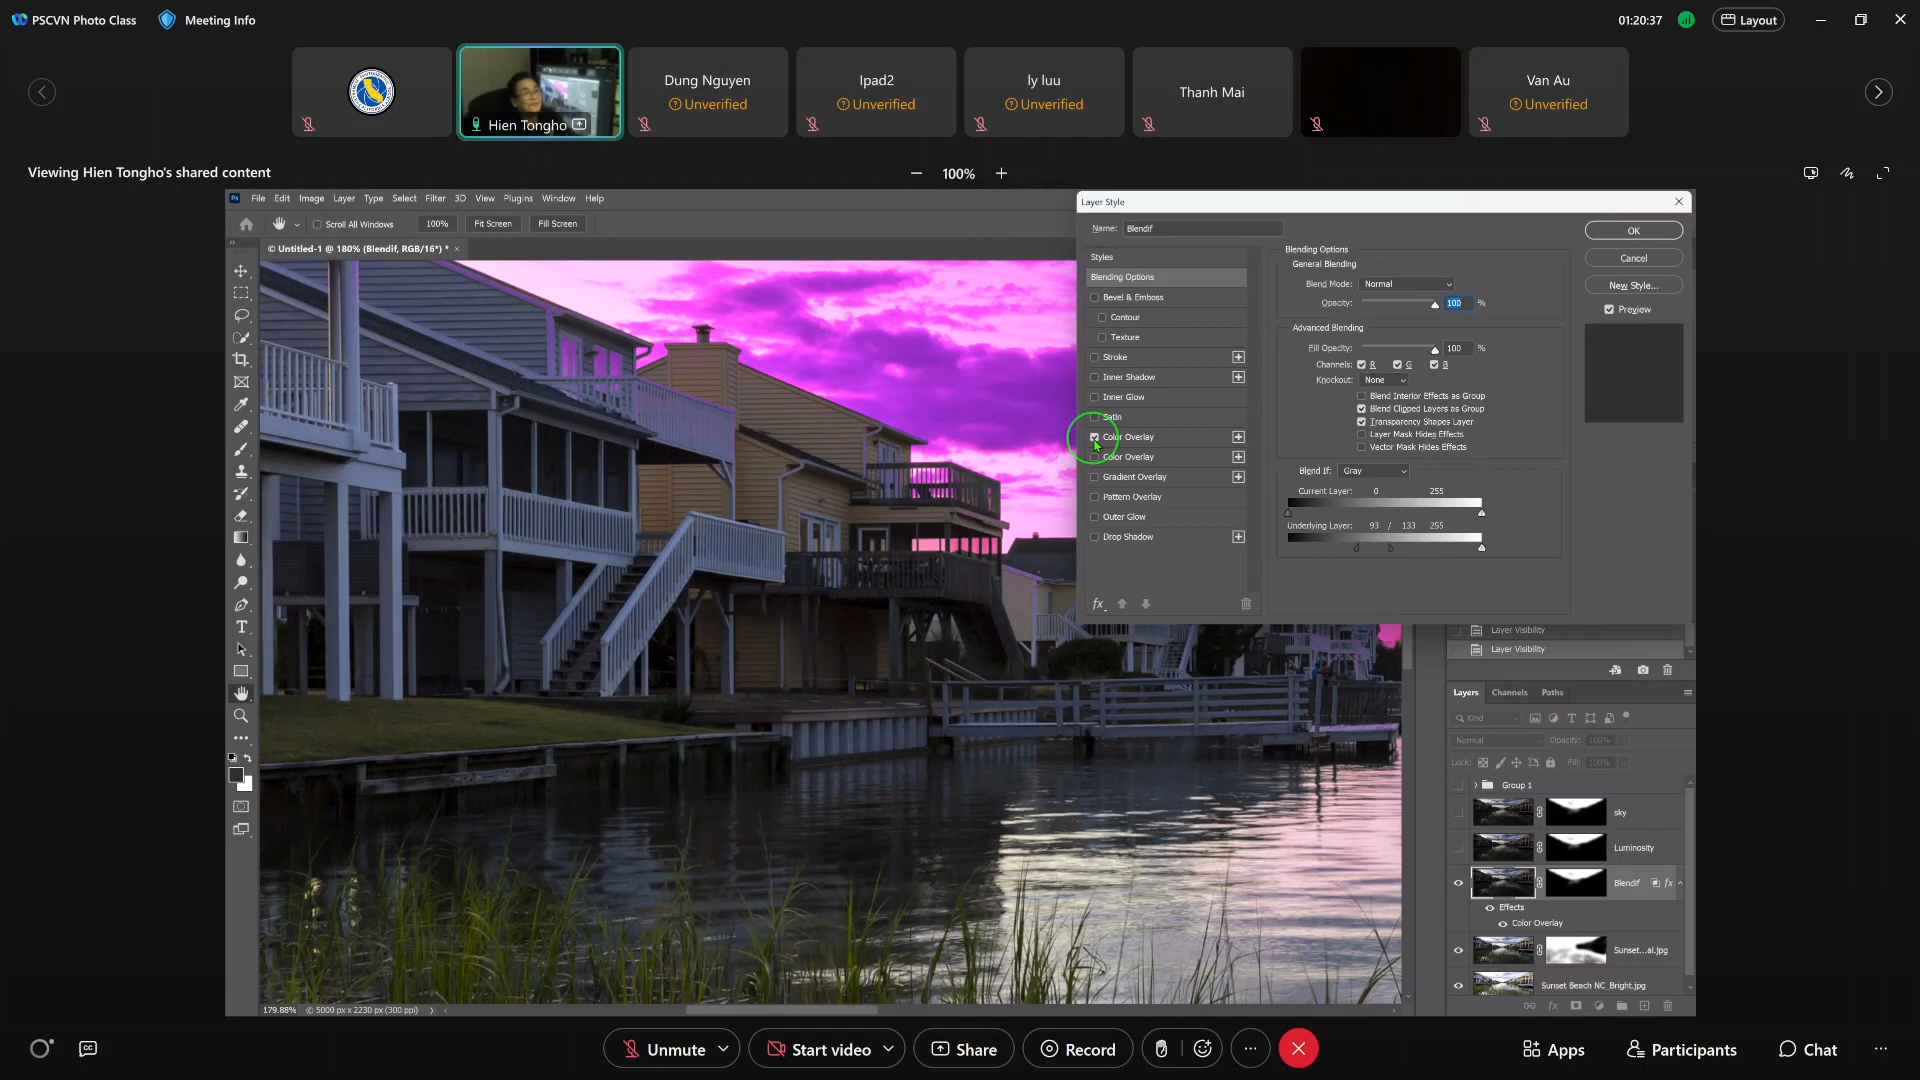 PSCVN Photo Class
Meeting Info
01:20:37
Layout
Hien Tongho
Dung Nguyen
Unverified
Ipad2
Unverified
ly luu
Unverified
Thanh Mai
Van Au
Unverified
Viewing Hien Tongho's shared content
100%
Ps File Edit Image Layer Type Select Filter 3D View Plugins Window Help
Scroll All Windows 100% Fit Screen Fill Screen
© Untitled-1 @ 180% (Blendif, RGB/16*) *
Layer Style
Name: Blendif
Styles
Blending Options
Bevel & Emboss
Contour
Texture
Stroke
Inner Shadow
Inner Glow
Satin
Color Overlay
Color Overlay
Gradient Overlay
Pattern Overlay
Outer Glow
Drop Shadow
fx
Blending Options
General Blending
Blend Mode: Normal
Opacity: 100 %
Advanced Blending
Fill Opacity: 100 %
Channels: R G B
Knockout: None
Blend Interior Effects as Group
Blend Clipped Layers as Group
Transparency Shapes Layer
Layer Mask Hides Effects
Vector Mask Hides Effects
Blend If: Gray
Current Layer: 0 255
Underlying Layer: 93 / 133 255
OK
Cancel
New Style...
Preview
Layer Visibility
Layer Visibility
Layers Channels Paths
Kind
Normal Opacity: 100%
Lock: Fill: 100%
Group 1
sky
Luminosity
Blendif fx
Effects
Color Overlay
Sunset...al.jpg
Sunset Beach NC_Bright.jpg
fx
179.88% © 5000 px x 2230 px (300 ppi)
CC
Unmute
Start video
Share
Record
Apps
Participants
Chat